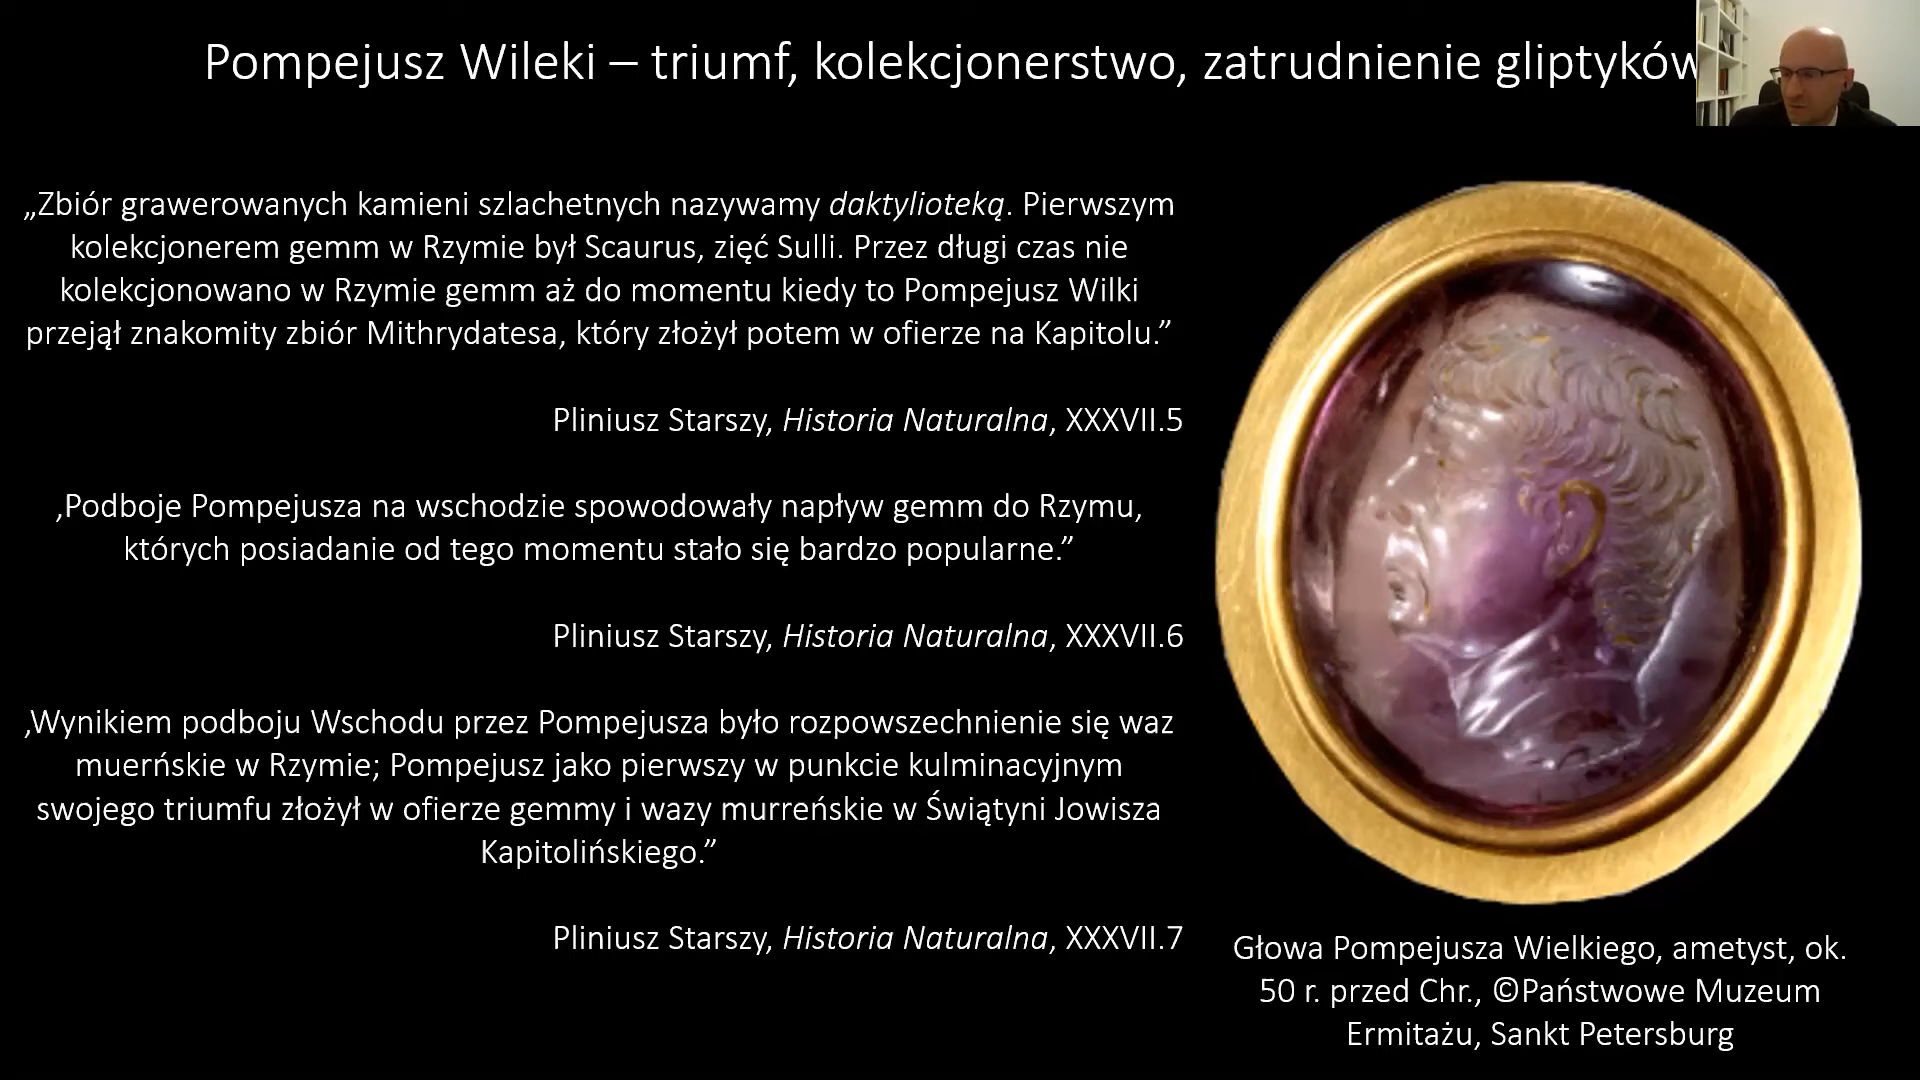 Pompejusz Wileki – triumf, kolekcjonerstwo, zatrudnienie gliptyków
„Zbiór grawerowanych kamieni szlachetnych nazywamy daktylioteką. Pierwszym
kolekcjonerem gemm w Rzymie był Scaurus, zięć Sulli. Przez długi czas nie
kolekcjonowano w Rzymie gemm aż do momentu kiedy to Pompejusz Wilki
przejął znakomity zbiór Mithrydatesa, który złożył potem w ofierze na Kapitolu.”
Pliniusz Starszy, Historia Naturalna, XXXVII.5
‚Podboje Pompejusza na wschodzie spowodowały napływ gemm do Rzymu,
których posiadanie od tego momentu stało się bardzo popularne.”
Pliniusz Starszy, Historia Naturalna, XXXVII.6
‚Wynikiem podboju Wschodu przez Pompejusza było rozpowszechnienie się waz
muerńskie w Rzymie; Pompejusz jako pierwszy w punkcie kulminacyjnym
swojego triumfu złożył w ofierze gemmy i wazy murreńskie w Świątyni Jowisza
Kapitolińskiego.”
Pliniusz Starszy, Historia Naturalna, XXXVII.7
Głowa Pompejusza Wielkiego, ametyst, ok.
50 r. przed Chr., ©Państwowe Muzeum
Ermitażu, Sankt Petersburg